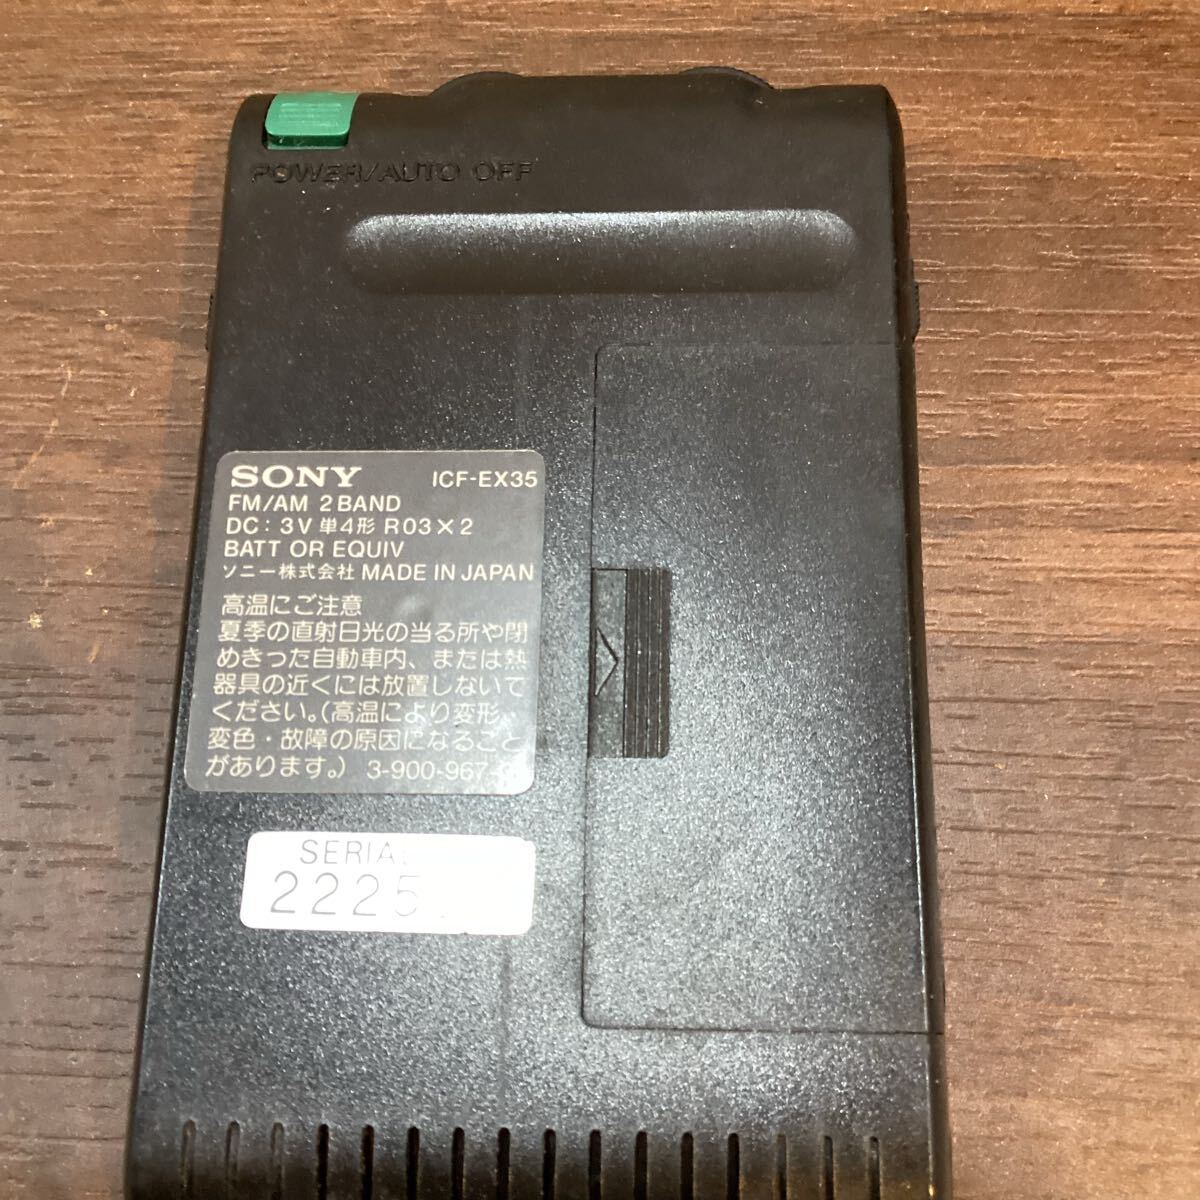 POWER/AUTO OFF
SONY ICF-EX35
FM/AM 2 BAND
DC: 3V 単4形 R03×2
BATT OR EQUIV
ソニー株式会社 MADE IN JAPAN
高温にご注意
夏季の直射日光の当る所や閉
めきった自動車内、または熱
器具の近くには放置しないで
ください。(高温により変形、
変色・故障の原因になること
があります。) 3-900-967-
SERIAL
2225